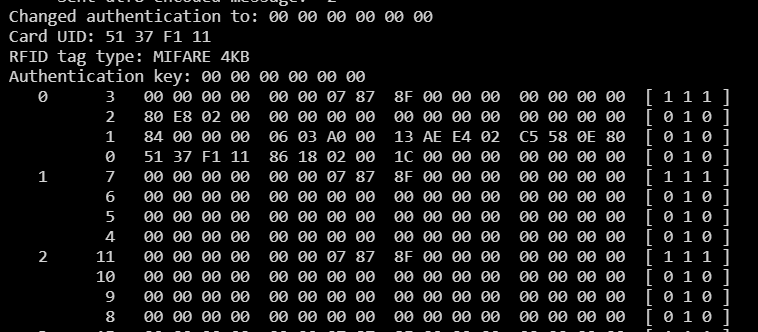 Changed authentication to: 00 00 00 00 00 00
Card UID: 51 37 F1 11
RFID tag type: MIFARE 4KB
Authentication key: 00 00 00 00 00 00
0 3 00 00 00 00 00 00 07 87 8F 00 00 00 00 00 00 00 [ 1 1 1 ]
2 80 E8 02 00 00 00 00 00 00 00 00 00 00 00 00 00 [ 0 1 0 ]
1 84 00 00 00 06 03 A0 00 13 AE E4 02 C5 58 0E 80 [ 0 1 0 ]
0 51 37 F1 11 86 18 02 00 1C 00 00 00 00 00 00 00 [ 0 1 0 ]
1 7 00 00 00 00 00 00 07 87 8F 00 00 00 00 00 00 00 [ 1 1 1 ]
6 00 00 00 00 00 00 00 00 00 00 00 00 00 00 00 00 [ 0 1 0 ]
5 00 00 00 00 00 00 00 00 00 00 00 00 00 00 00 00 [ 0 1 0 ]
4 00 00 00 00 00 00 00 00 00 00 00 00 00 00 00 00 [ 0 1 0 ]
2 11 00 00 00 00 00 00 07 87 8F 00 00 00 00 00 00 00 [ 1 1 1 ]
10 00 00 00 00 00 00 00 00 00 00 00 00 00 00 00 00 [ 0 1 0 ]
9 00 00 00 00 00 00 00 00 00 00 00 00 00 00 00 00 [ 0 1 0 ]
8 00 00 00 00 00 00 00 00 00 00 00 00 00 00 00 00 [ 0 1 0 ]